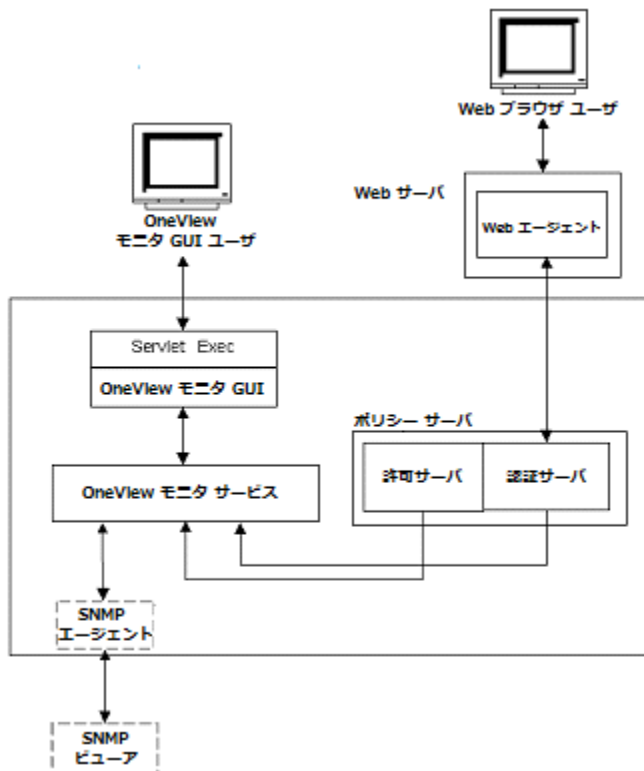 Web ブラウザ ユーザ
OneView
モニタ GUI ユーザ
Web サーバ
Web エージェント
Servlet Exec
OneView モニタ GUI
ポリシー サーバ
許可サーバ
認証サーバ
OneView モニタ サービス
SNMP
エージェント
SNMP
ビューア